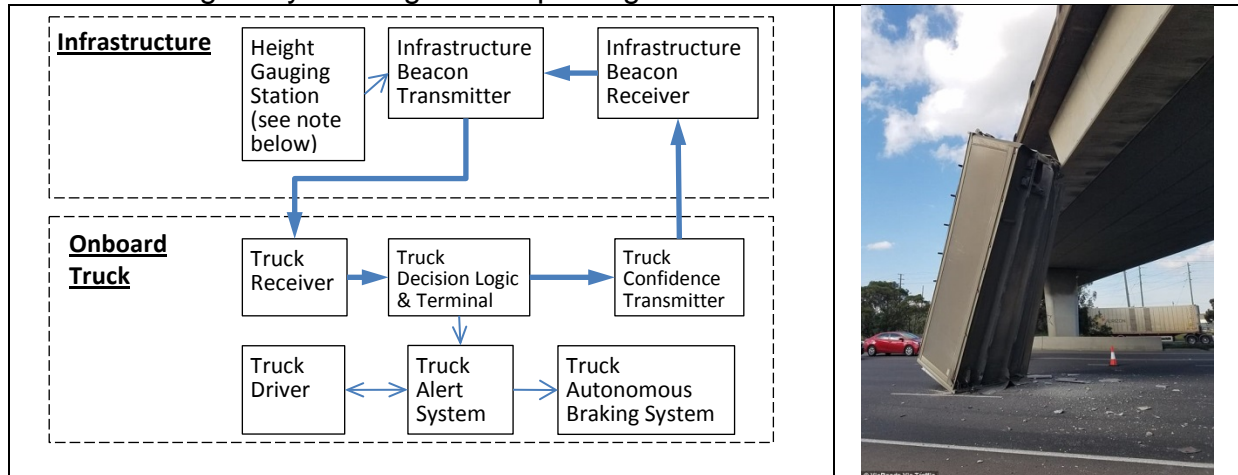 Infrastructure
Height
Gauging
Station
(see note
below)
Infrastructure
Beacon
Transmitter
Infrastructure
Beacon
Receiver
Onboard
Truck
Truck
Receiver
Truck
Decision Logic
& Terminal
Truck
Confidence
Transmitter
Truck
Driver
Truck
Alert
System
Truck
Autonomous
Braking System